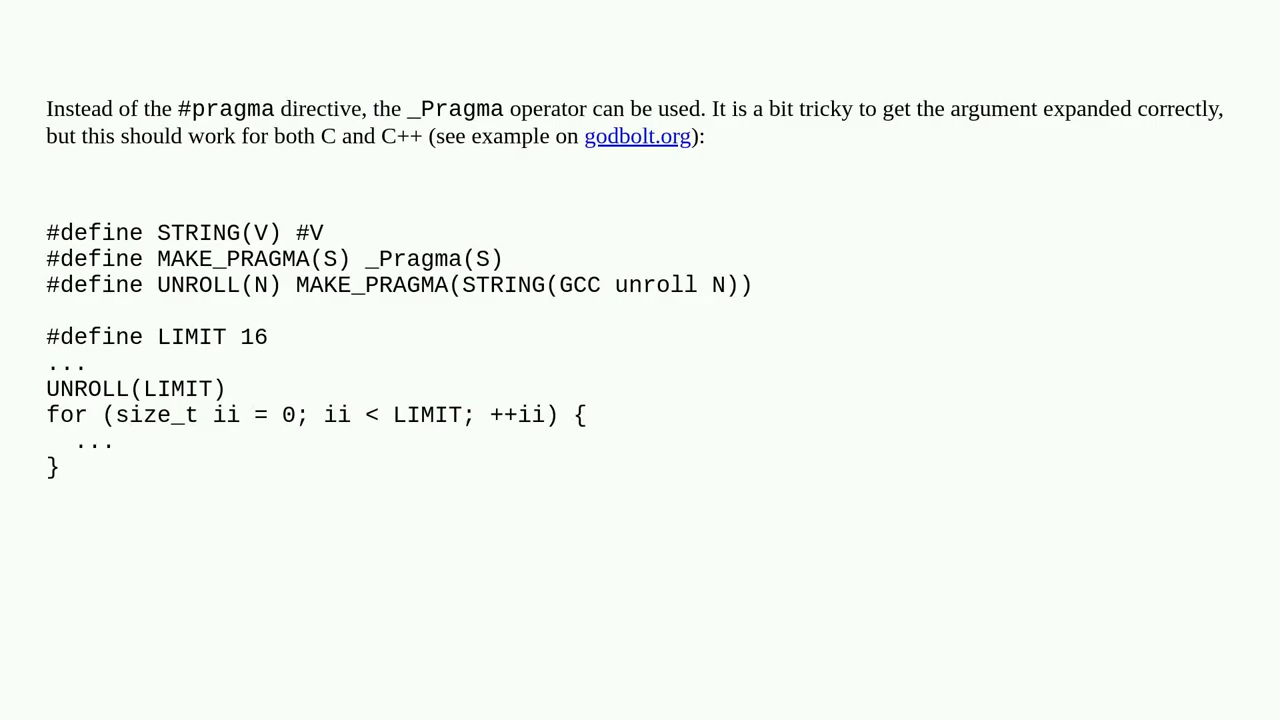 Instead of the #pragma directive, the _Pragma operator can be used. It is a bit tricky to get the argument expanded correctly,
but this should work for both C and C++ (see example on godbolt.org):
#define STRING(V) #V
#define MAKE_PRAGMA(S) _Pragma(S)
#define UNROLL(N) MAKE_PRAGMA(STRING(GCC unroll N))
#define LIMIT 16
...
UNROLL(LIMIT)
for (size_t ii = 0; ii < LIMIT; ++ii) {
  ...
}